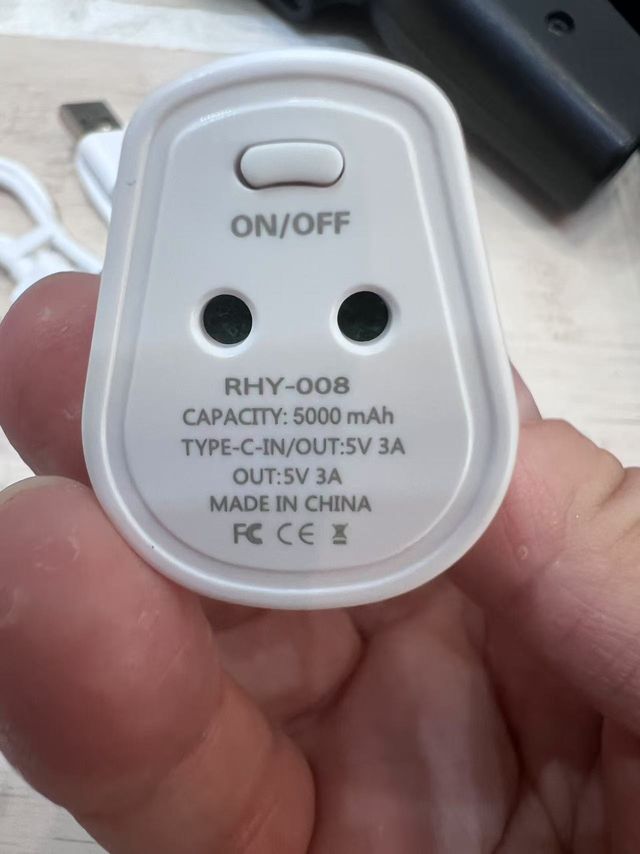 ON/OFF
RHY-008
CAPACITY: 5000 mAh
TYPE-C-IN/OUT:5V 3A
OUT:5V 3A
MADE IN CHINA
FC CE